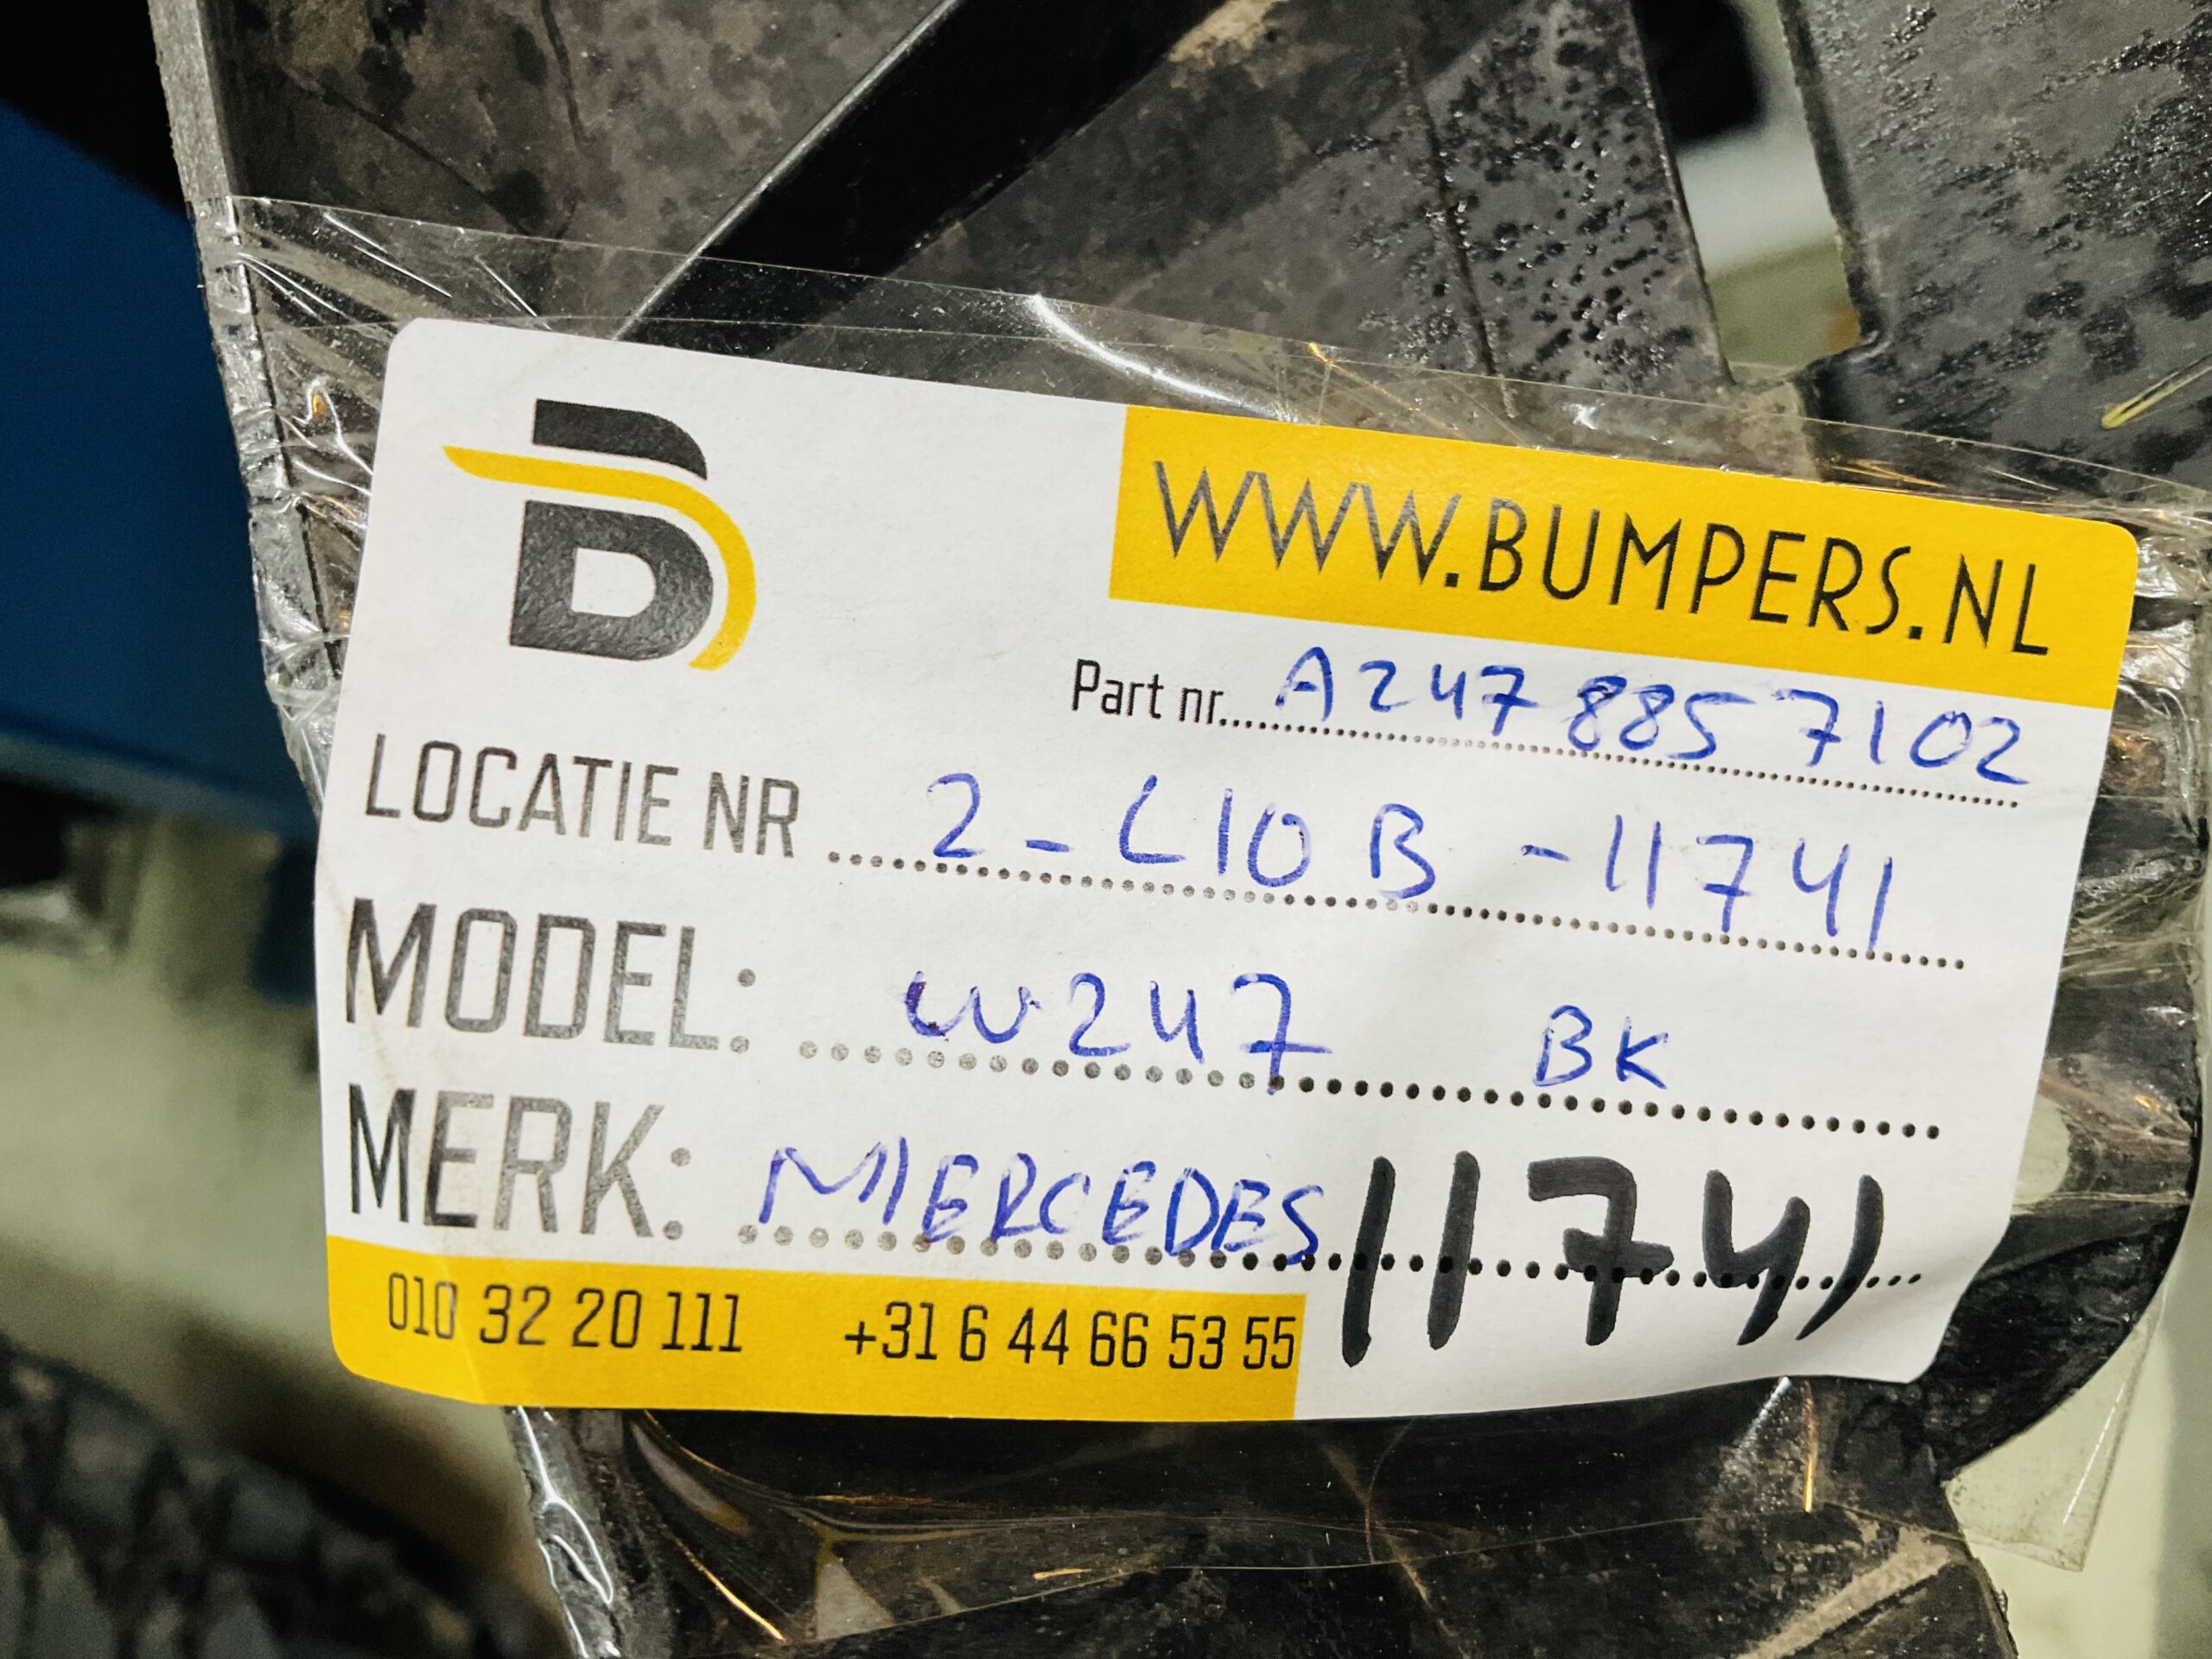 B
WWW.BUMPERS.NL
Part nr. A247 885 7102
LOCATIE NR 2-L10B-11741
MODEL: W247 BK
MERK: MERCEDES 11741
010 32 20 111 +31 6 44 66 53 55